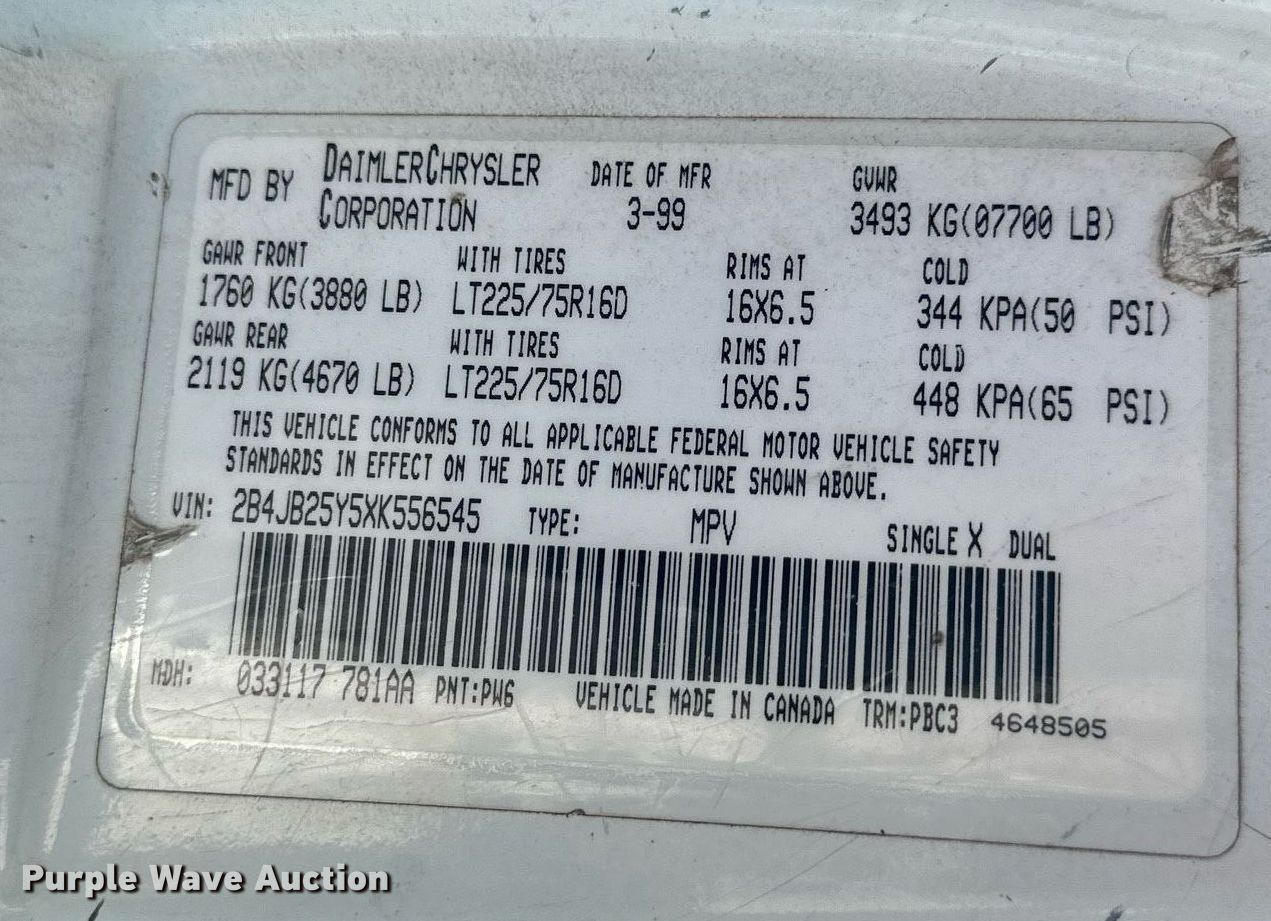 MFD BY DAIMLERCHRYSLER CORPORATION DATE OF MFR 3-99 GVWR 3493 KG(07700 LB)
GAWR FRONT WITH TIRES RIMS AT COLD
1760 KG(3880 LB) LT225/75R16D 16X6.5 344 KPA(50 PSI)
GAWR REAR WITH TIRES RIMS AT COLD
2119 KG(4670 LB) LT225/75R16D 16X6.5 448 KPA(65 PSI)
THIS VEHICLE CONFORMS TO ALL APPLICABLE FEDERAL MOTOR VEHICLE SAFETY
STANDARDS IN EFFECT ON THE DATE OF MANUFACTURE SHOWN ABOVE.
VIN: 2B4JB25Y5XK556545 TYPE: MPV SINGLE X DUAL
MDH: 033117 781AA PNT:PW6 VEHICLE MADE IN CANADA TRM:PBC3 4648505
Purple Wave Auction